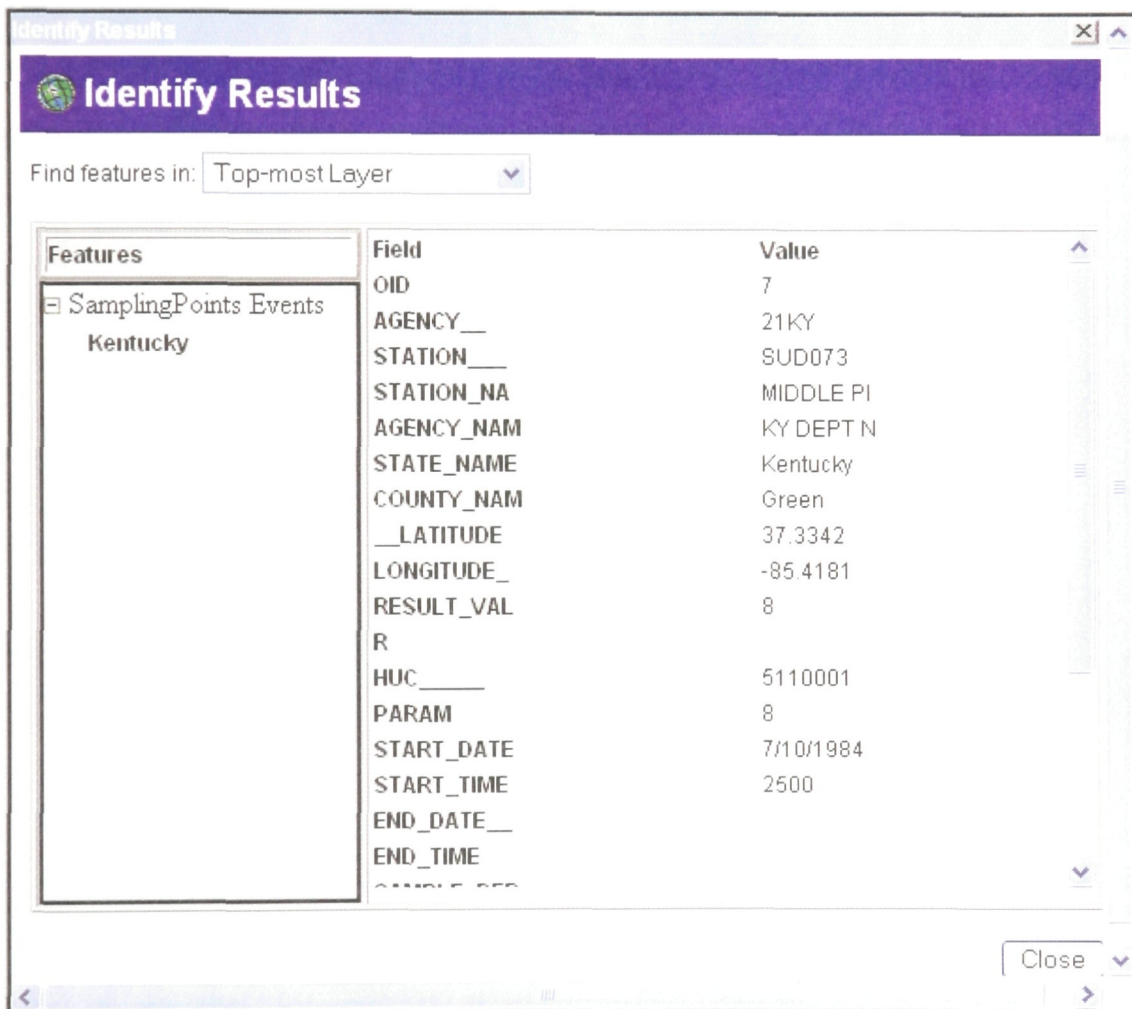 Identify Results
Identify Results
Find features in: Top-most Layer
Features
SamplingPoints Events
Kentucky
Field Value
OID 7
AGENCY__ 21KY
STATION___ SUD073
STATION_NA MIDDLE PI
AGENCY_NAM KY DEPT N
STATE_NAME Kentucky
COUNTY_NAM Green
__LATITUDE 37.3342
LONGITUDE_ -85.4181
RESULT_VAL 8
R
HUC_____ 5110001
PARAM 8
START_DATE 7/10/1984
START_TIME 2500
END_DATE__
END_TIME
Close